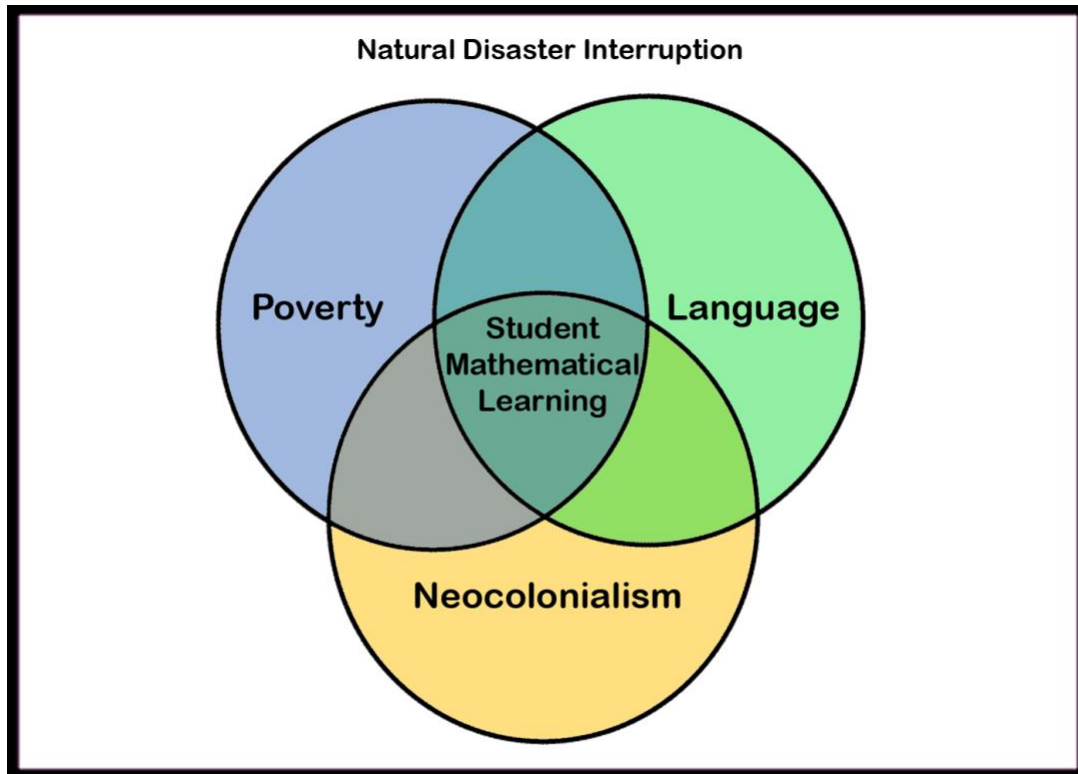 Natural Disaster Interruption
Poverty
Language
Student
Mathematical
Learning
Neocolonialism